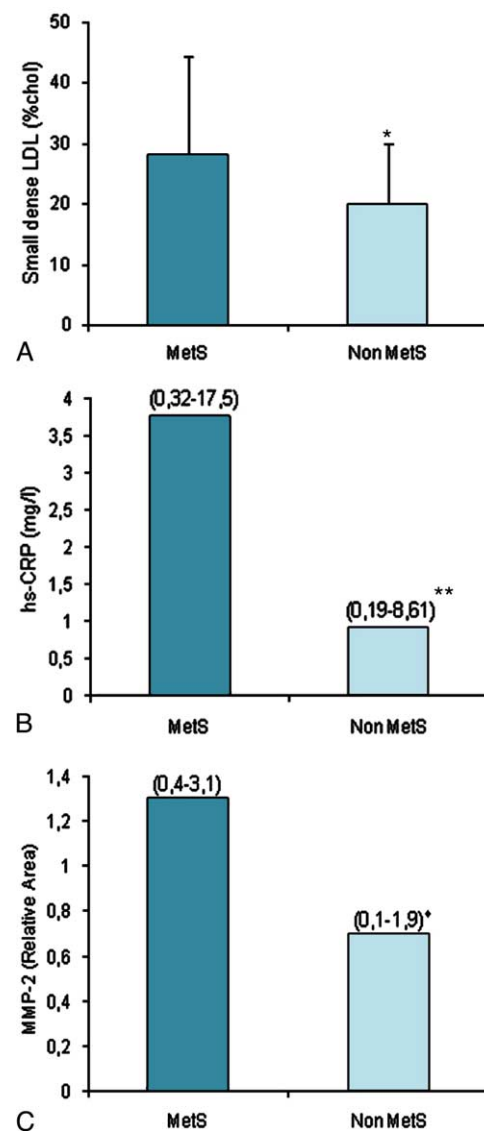 50
40
30
20
10
0
Small dense LDL (%chol)
*
MetS
Non MetS
A
4
3,5
3
2,5
2
1,5
1
0,5
0
hs-CRP (mg/l)
(0,32-17,5)
(0,19-8,61)
**
MetS
Non MetS
B
1,4
1,2
1
0,8
0,6
0,4
0,2
0
MMP-2 (Relative Area)
(0,4-3,1)
(0,1-1,9)♦
MetS
Non MetS
C